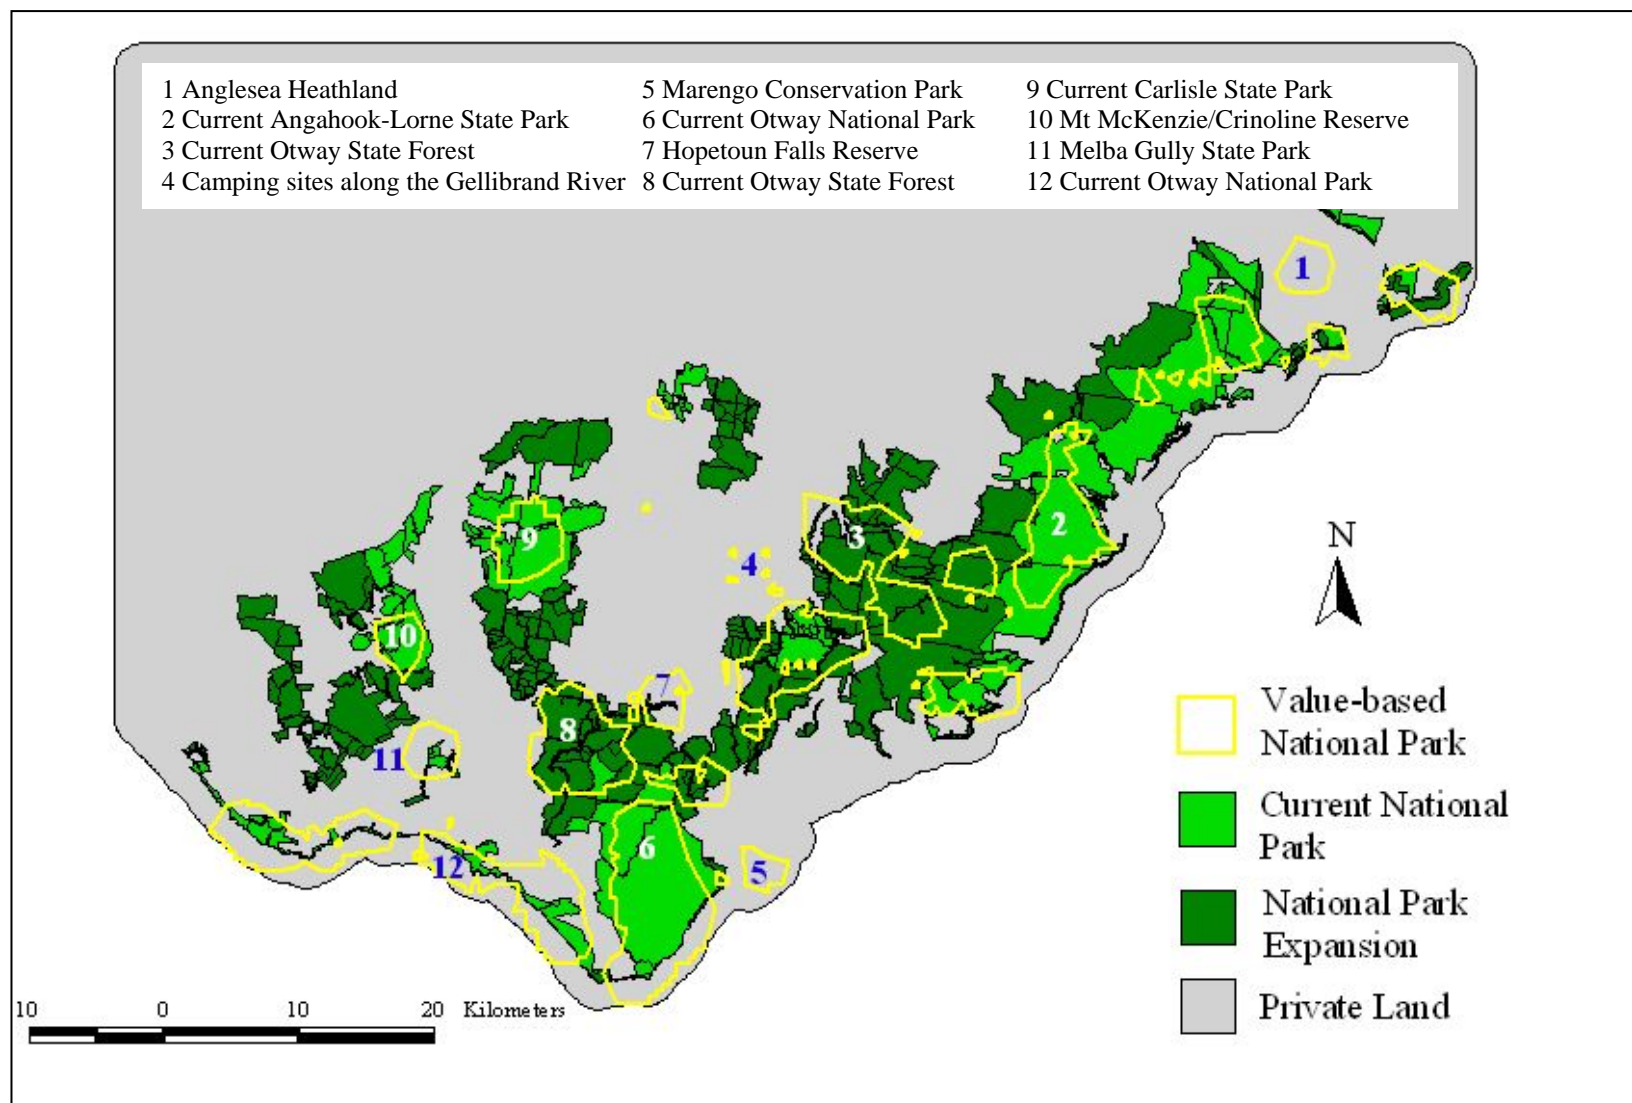 1 Anglesea Heathland
2 Current Angahook-Lorne State Park
3 Current Otway State Forest
4 Camping sites along the Gellibrand River
5 Marengo Conservation Park
6 Current Otway National Park
7 Hopetoun Falls Reserve
8 Current Otway State Forest
9 Current Carlisle State Park
10 Mt McKenzie/Crinoline Reserve
11 Melba Gully State Park
12 Current Otway National Park
1
2
3
9
4
10
7
8
11
6
12
5
N
Value-based
National Park
Current National
Park
National Park
Expansion
Private Land
10 0 10 20 Kilometers